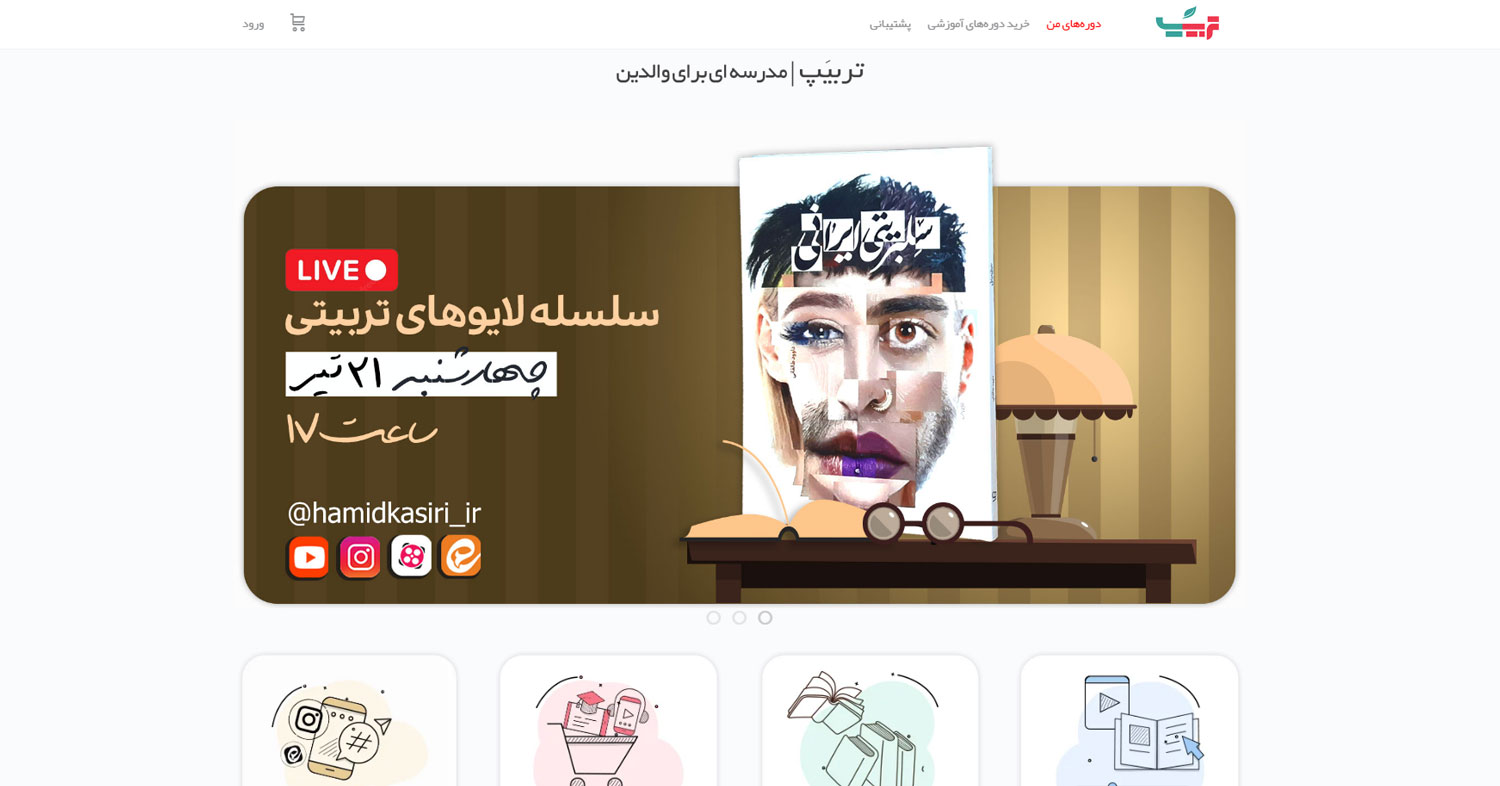 دوره‌های من
خرید دوره‌های آموزشی
پشتیبانی
ورود
تربیَپ | مدرسه ای برای والدین
سلبریتی ایرانی
LIVE
سلسله لایوهای تربیتی
چهارشنبه ۲۱ تیر
ساعت ۱۷
@hamidkasiri_ir
#